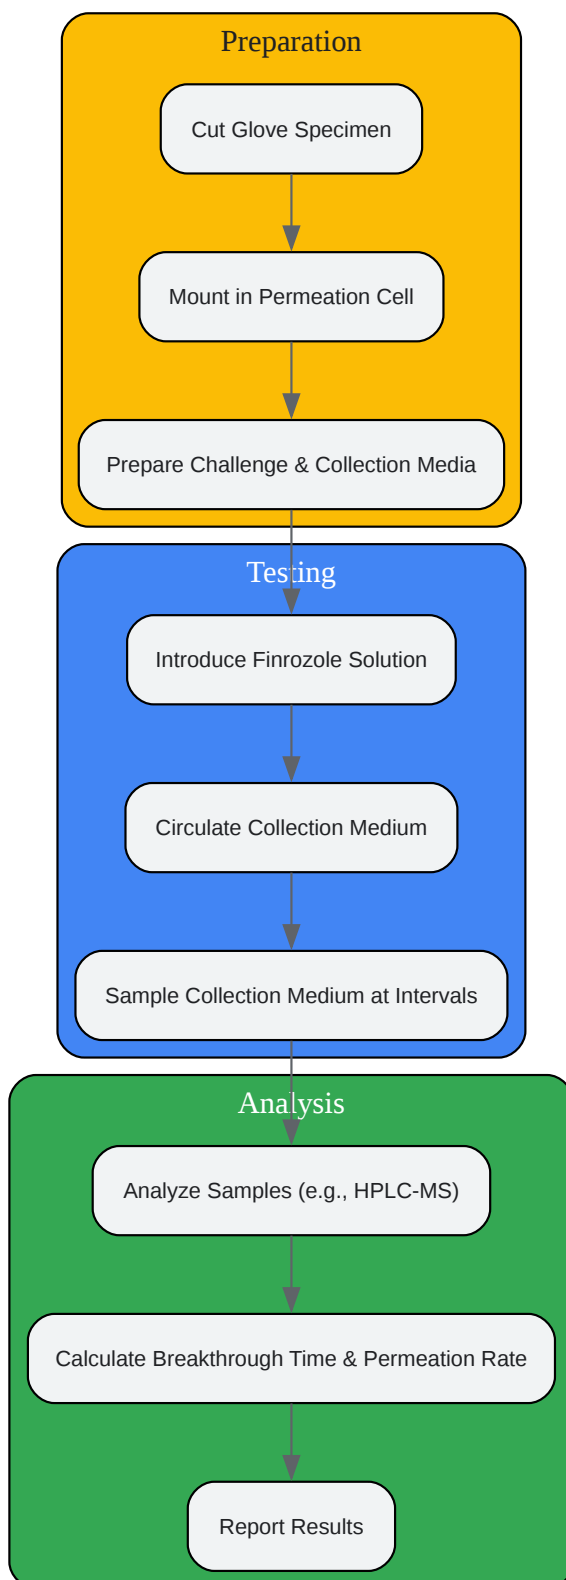 Preparation
Cut Glove Specimen
Mount in Permeation Cell
Prepare Challenge & Collection Media
Testing
Introduce Finrozole Solution
Circulate Collection Medium
Sample Collection Medium at Intervals
Analysis
Analyze Samples (e.g., HPLC-MS)
Calculate Breakthrough Time & Permeation Rate
Report Results